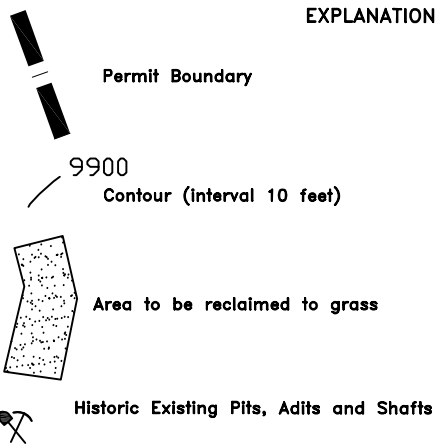 EXPLANATION
Permit Boundary
9900
Contour (interval 10 feet)
Area to be reclaimed to grass
Historic Existing Pits, Adits and Shafts